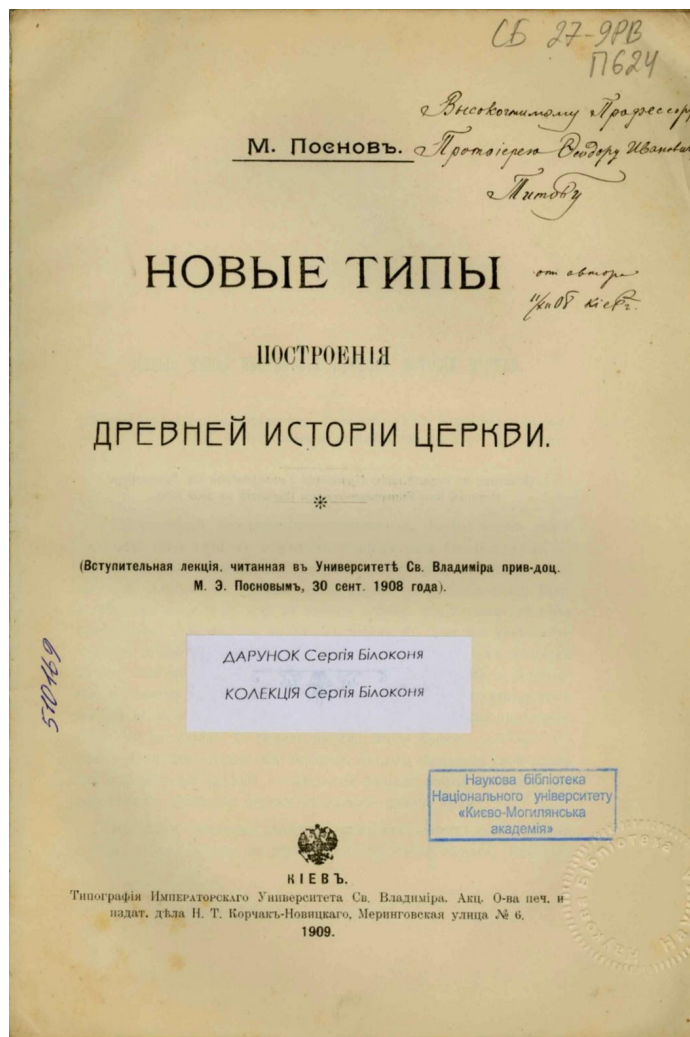 СБ 27-9РВ
П624
Высокочтимому Профессору
Протоіерею Ѳеодору Иванович
Титову
от автора
Кіевъ.
М. Посновъ.
НОВЫЕ ТИПЫ
ПОСТРОЕНІЯ
ДРЕВНЕЙ ИСТОРІИ ЦЕРКВИ.
(Вступительная лекція, читанная въ Университетѣ Св. Владиміра прив-доц.
М. Э. Посновымъ, 30 сент. 1908 года).
ДАРУНОК Сергія Білоконя
КОЛЕКЦІЯ Сергія Білоконя
Наукова бібліотека
Національного університету
«Києво-Могилянська
академія»
КІЕВЪ.
Типографія Императорскаго Университета Св. Владиміра. Акц. О-ва печ. и
издат. дѣла Н. Т. Корчакъ-Новицкаго, Меринговская улица № 6.
1909.